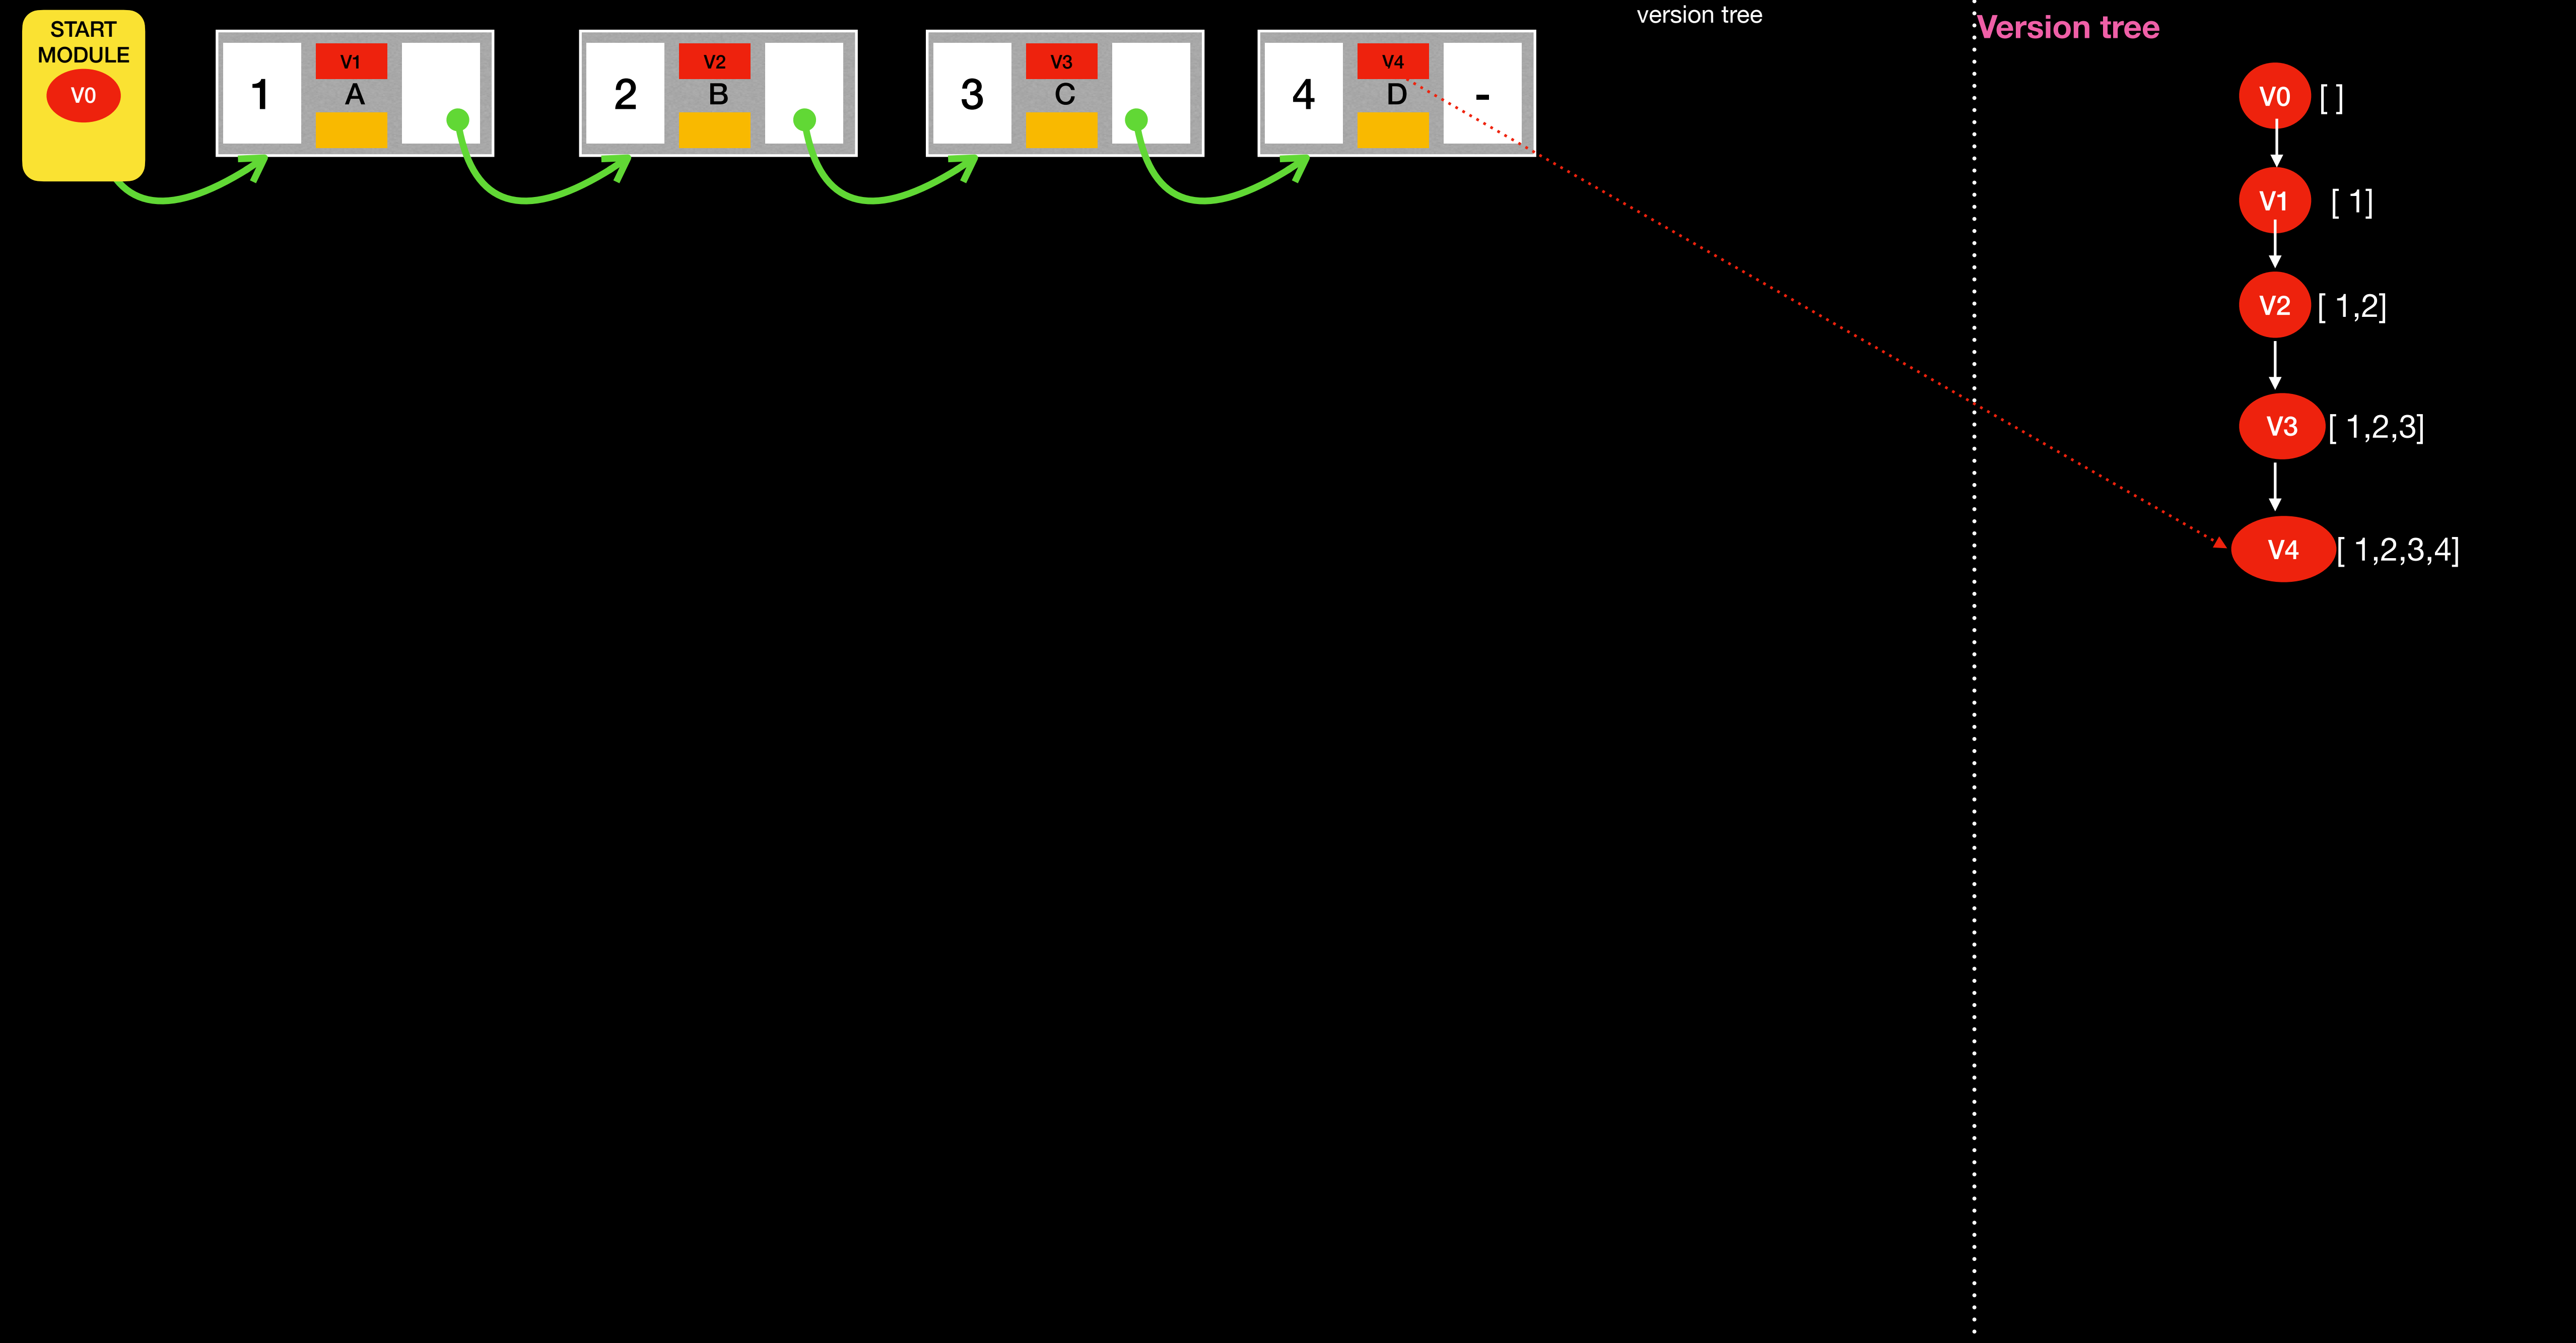 START
MODULE
V0
1
V1
A
2
V2
B
3
V3
C
4
V4
D
-
version tree
Version tree
V0 [ ]
V1 [ 1]
V2 [ 1,2]
V3 [ 1,2,3]
V4 [ 1,2,3,4]